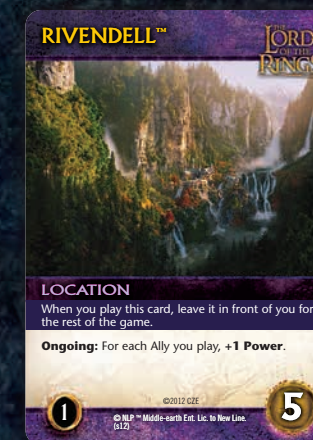 RIVENDELL™
THE
LORD
OF THE
RINGS
LOCATION
When you play this card, leave it in front of you for
the rest of the game.
Ongoing: For each Ally you play, +1 Power.
©2012 CZE
1
© NLP ™ Middle-earth Ent. Lic. to New Line.
(s12)
5